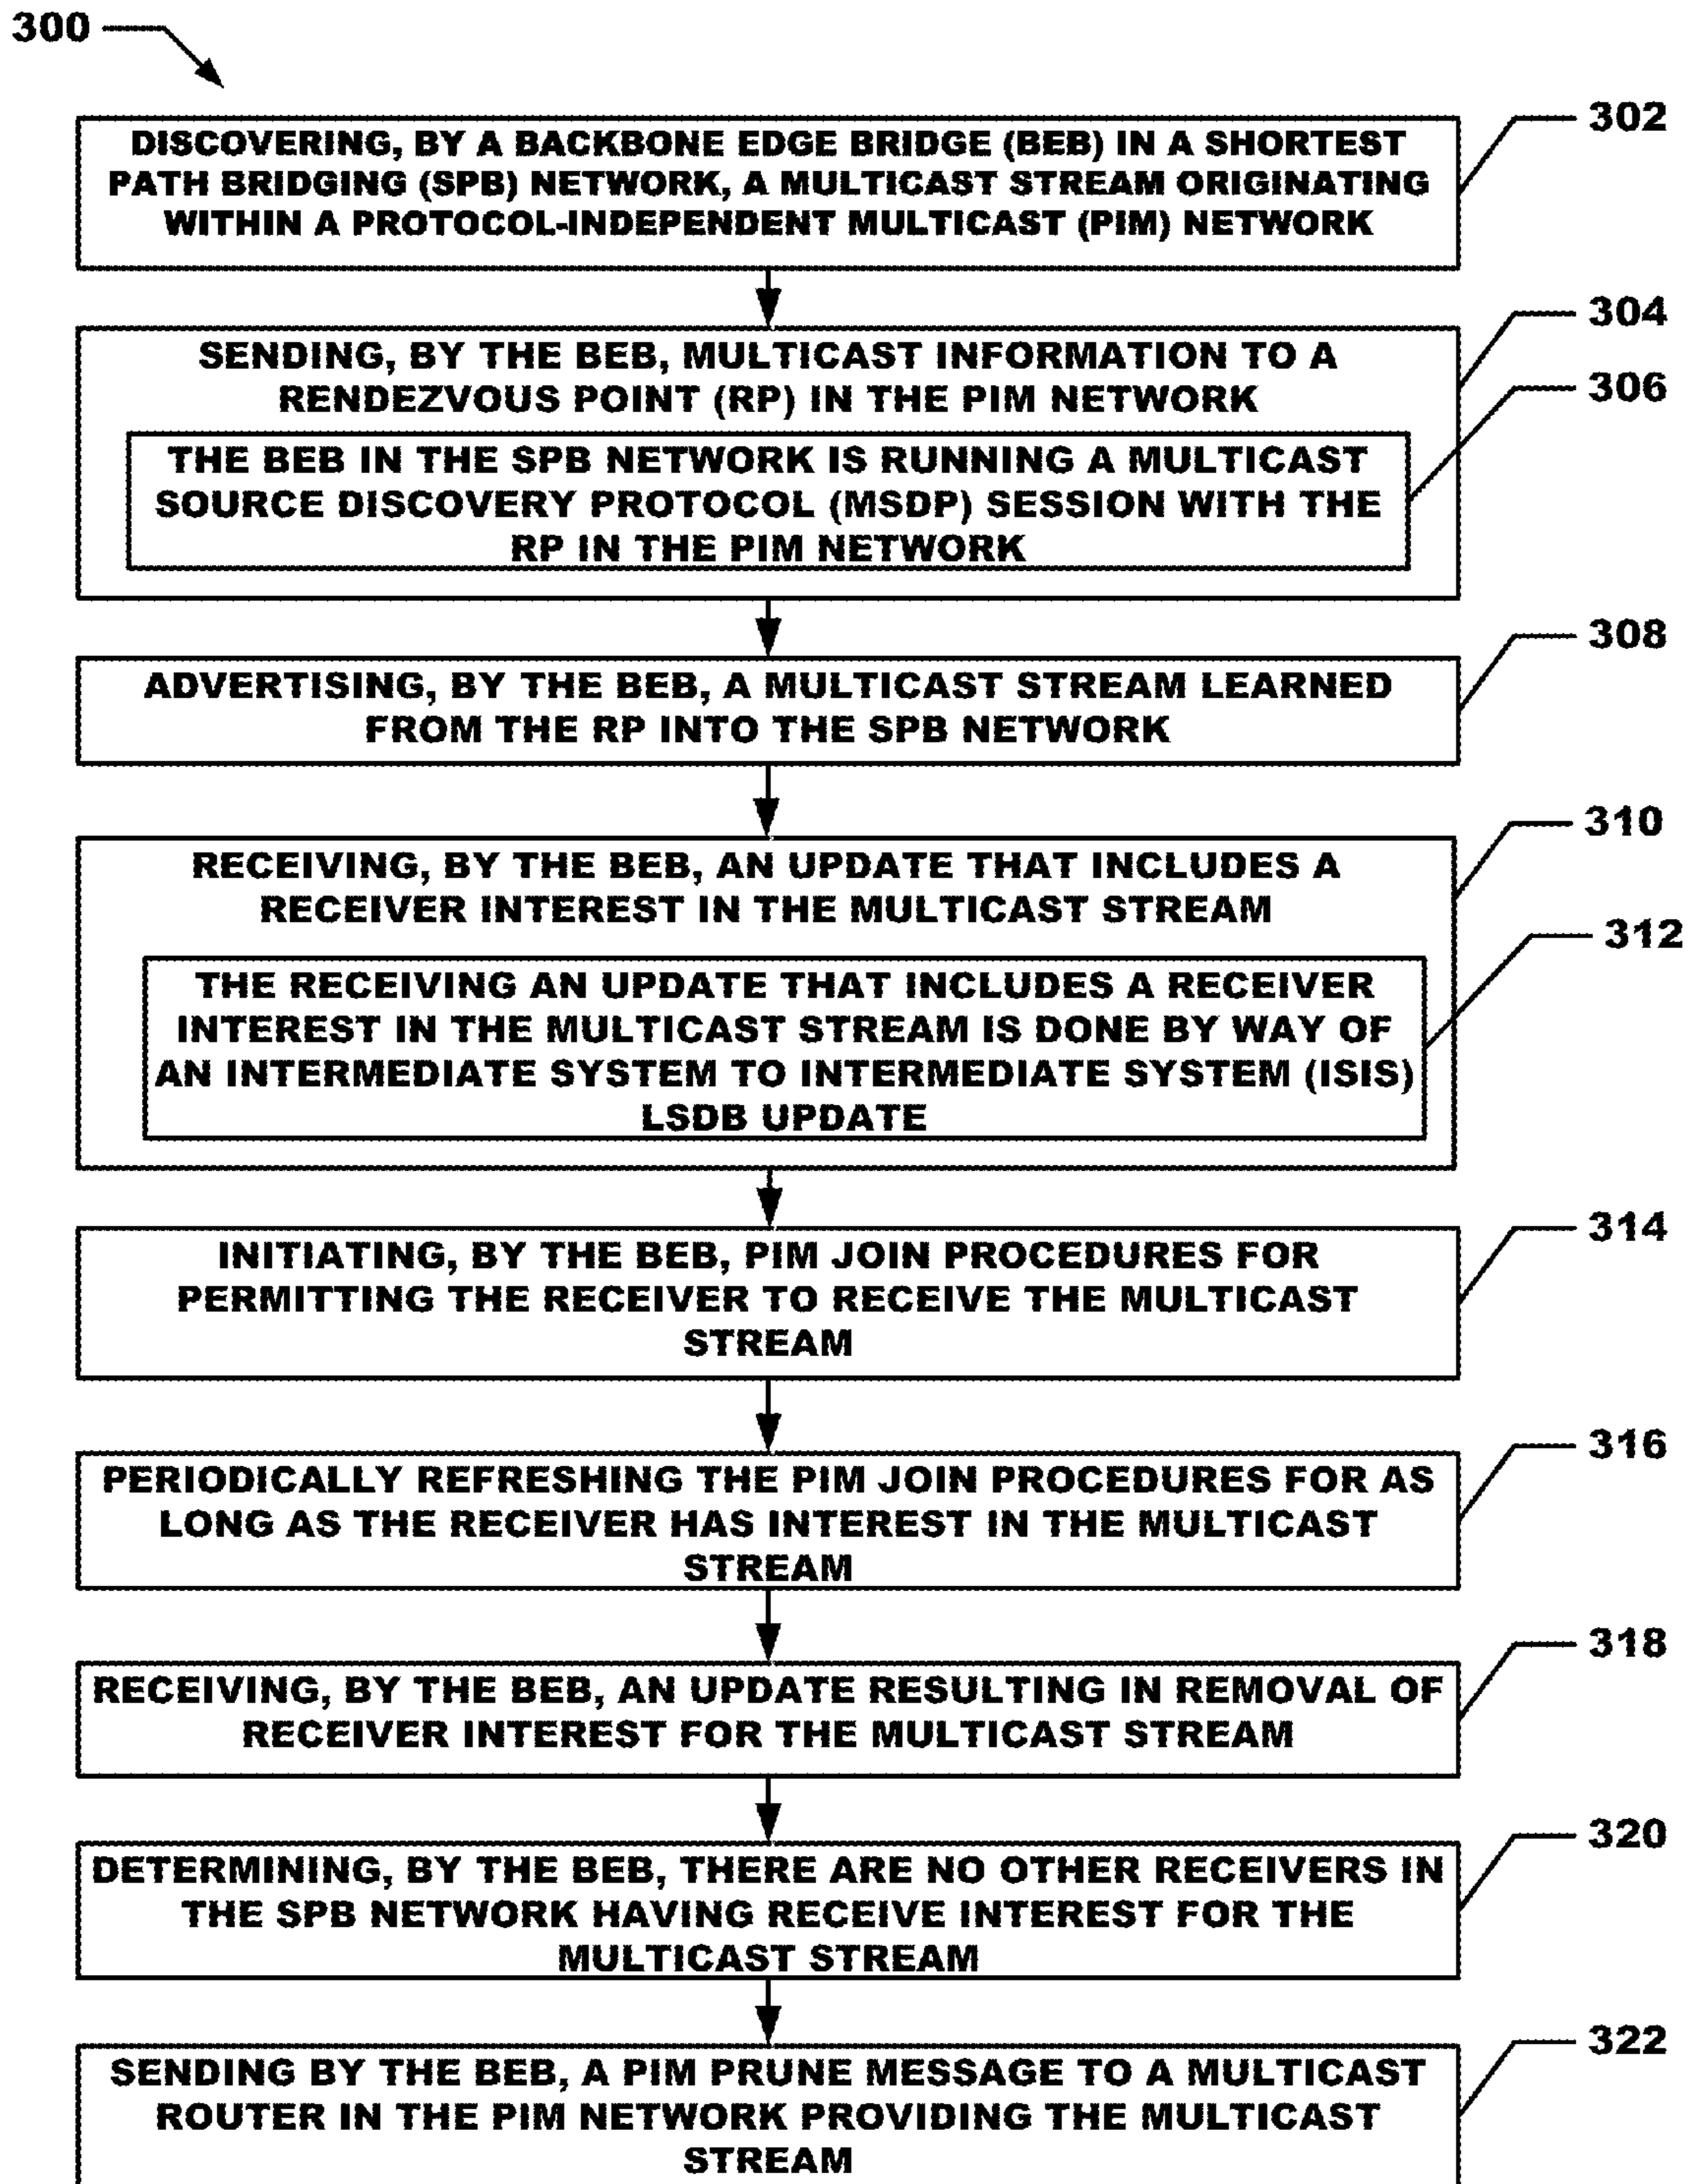 300
302
DISCOVERING, BY A BACKBONE EDGE BRIDGE (BEB) IN A SHORTEST
PATH BRIDGING (SPB) NETWORK, A MULTICAST STREAM ORIGINATING
WITHIN A PROTOCOL-INDEPENDENT MULTICAST (PIM) NETWORK
304
SENDING, BY THE BEB, MULTICAST INFORMATION TO A
RENDEZVOUS POINT (RP) IN THE PIM NETWORK
306
THE BEB IN THE SPB NETWORK IS RUNNING A MULTICAST
SOURCE DISCOVERY PROTOCOL (MSDP) SESSION WITH THE
RP IN THE PIM NETWORK
308
ADVERTISING, BY THE BEB, A MULTICAST STREAM LEARNED
FROM THE RP INTO THE SPB NETWORK
310
RECEIVING, BY THE BEB, AN UPDATE THAT INCLUDES A
RECEIVER INTEREST IN THE MULTICAST STREAM
312
THE RECEIVING AN UPDATE THAT INCLUDES A RECEIVER
INTEREST IN THE MULTICAST STREAM IS DONE BY WAY OF
AN INTERMEDIATE SYSTEM TO INTERMEDIATE SYSTEM (ISIS)
LSDB UPDATE
314
INITIATING, BY THE BEB, PIM JOIN PROCEDURES FOR
PERMITTING THE RECEIVER TO RECEIVE THE MULTICAST
STREAM
316
PERIODICALLY REFRESHING THE PIM JOIN PROCEDURES FOR AS
LONG AS THE RECEIVER HAS INTEREST IN THE MULTICAST
STREAM
318
RECEIVING, BY THE BEB, AN UPDATE RESULTING IN REMOVAL OF
RECEIVER INTEREST FOR THE MULTICAST STREAM
320
DETERMINING, BY THE BEB, THERE ARE NO OTHER RECEIVERS IN
THE SPB NETWORK HAVING RECEIVE INTEREST FOR THE
MULTICAST STREAM
322
SENDING BY THE BEB, A PIM PRUNE MESSAGE TO A MULTICAST
ROUTER IN THE PIM NETWORK PROVIDING THE MULTICAST
STREAM